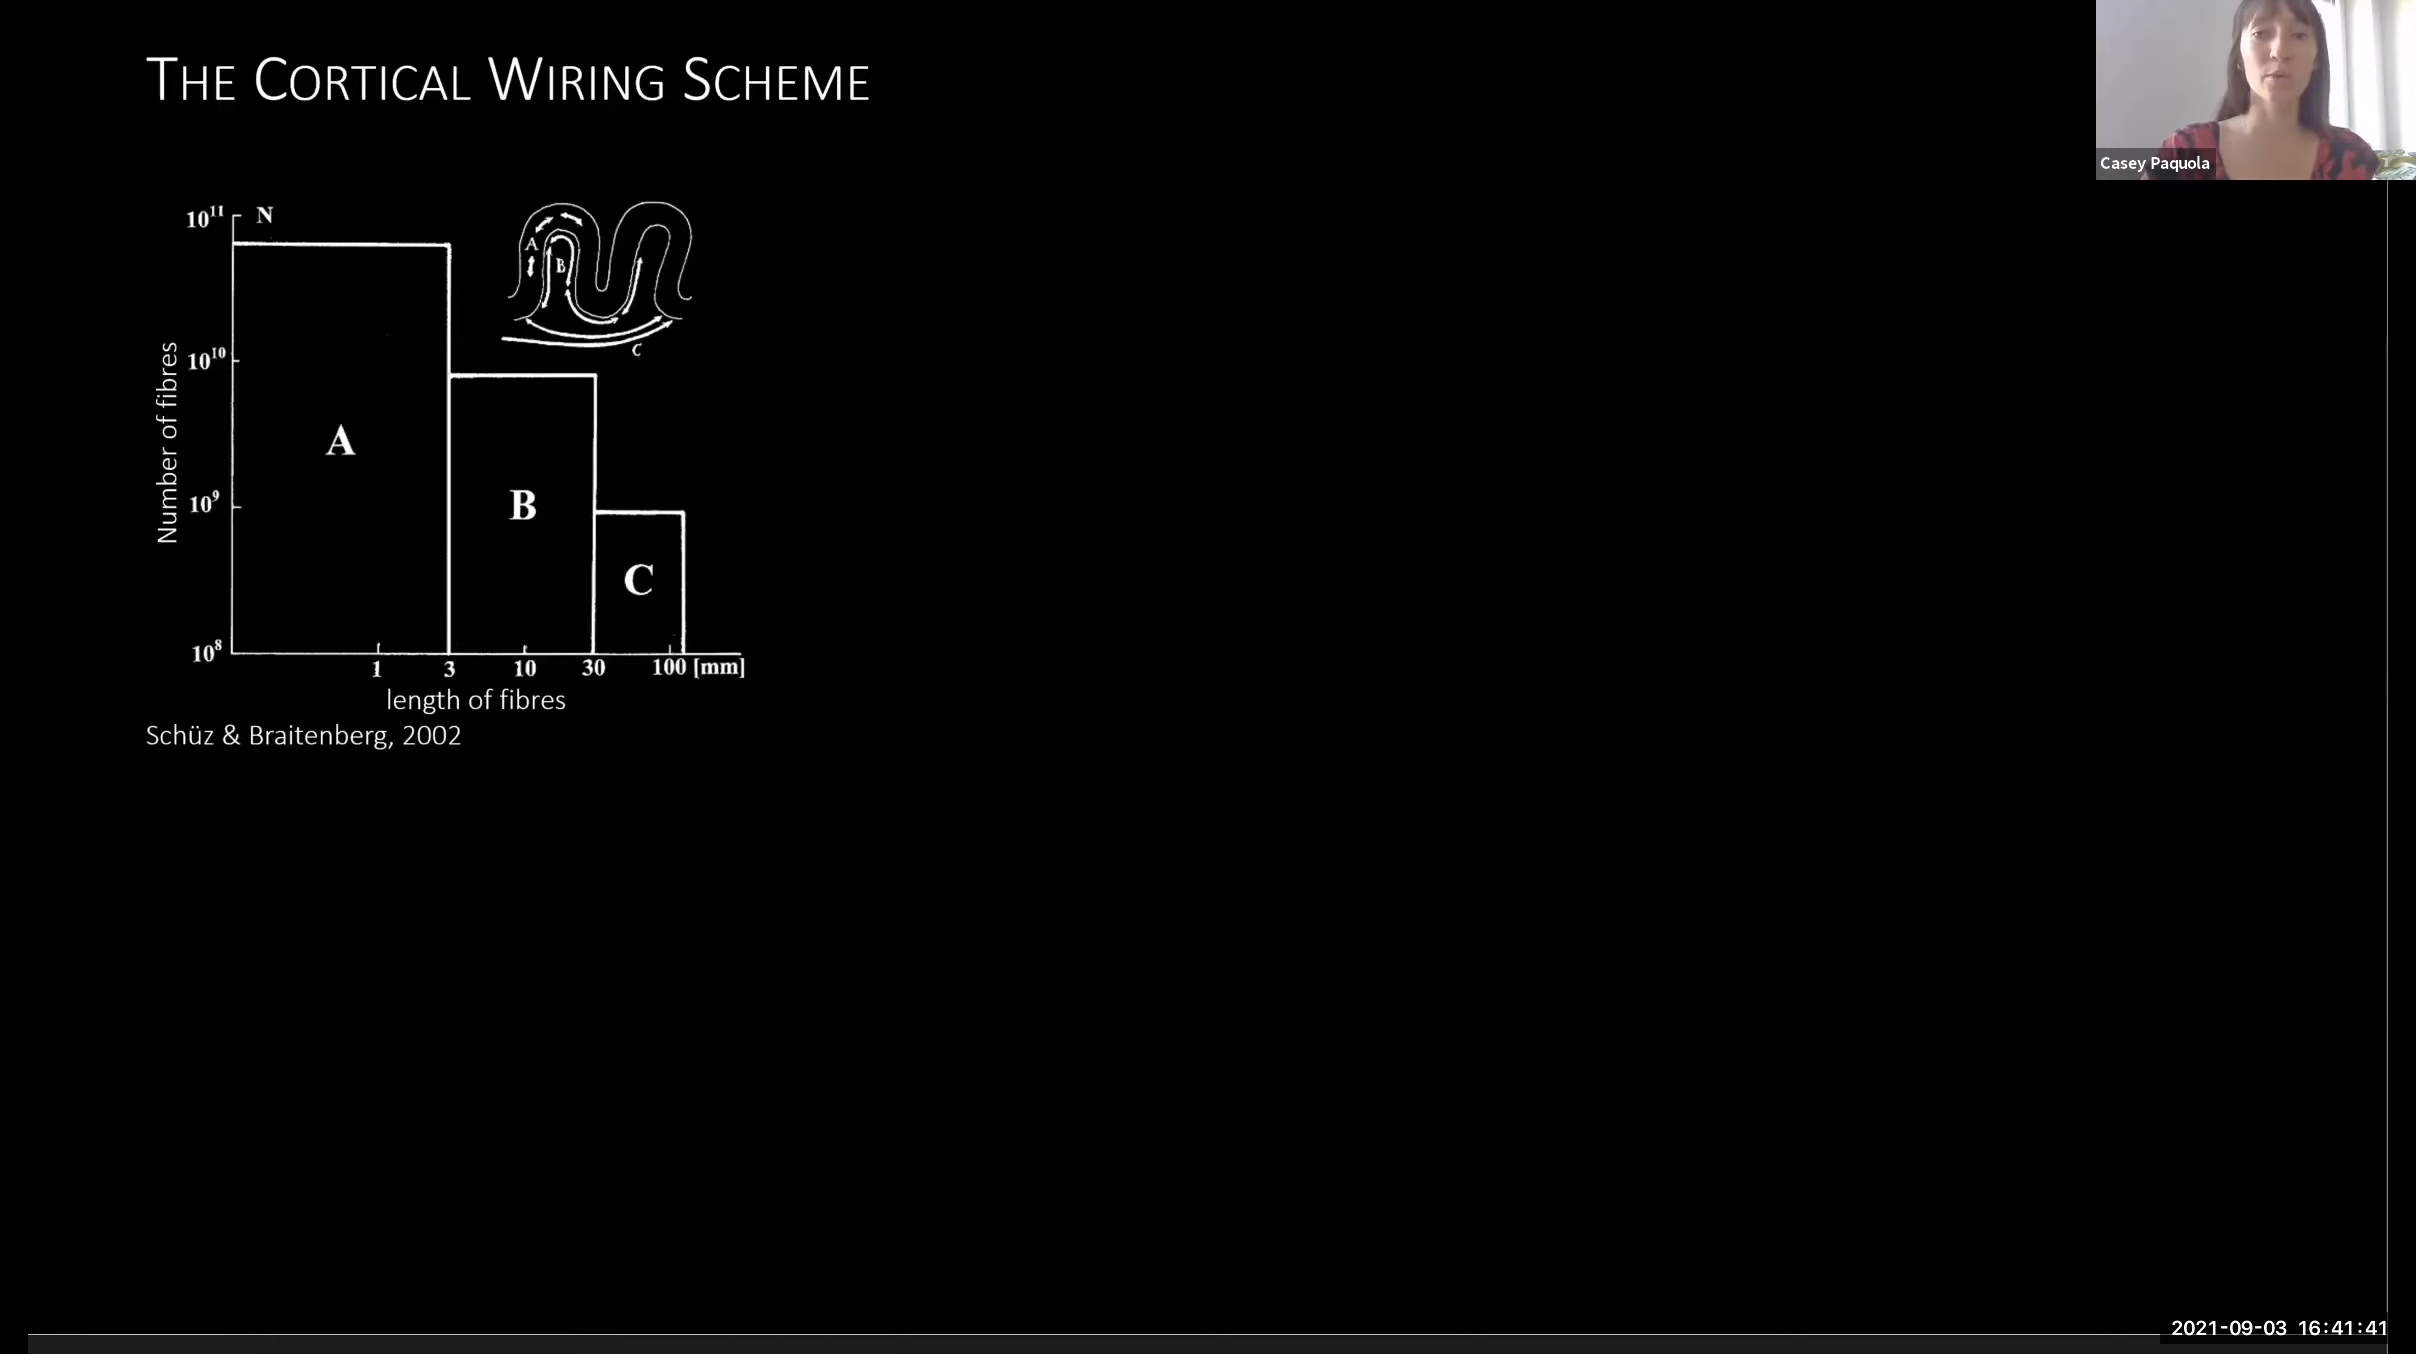 THE CORTICAL WIRING SCHEME
Casey Paquola
10¹¹ N
A
B
C
10¹⁰
Number of fibres
A
B
10⁹
C
10⁸
1 3 10 30 100 [mm]
length of fibres
Schüz & Braitenberg, 2002
2021-09-03 16:41:41